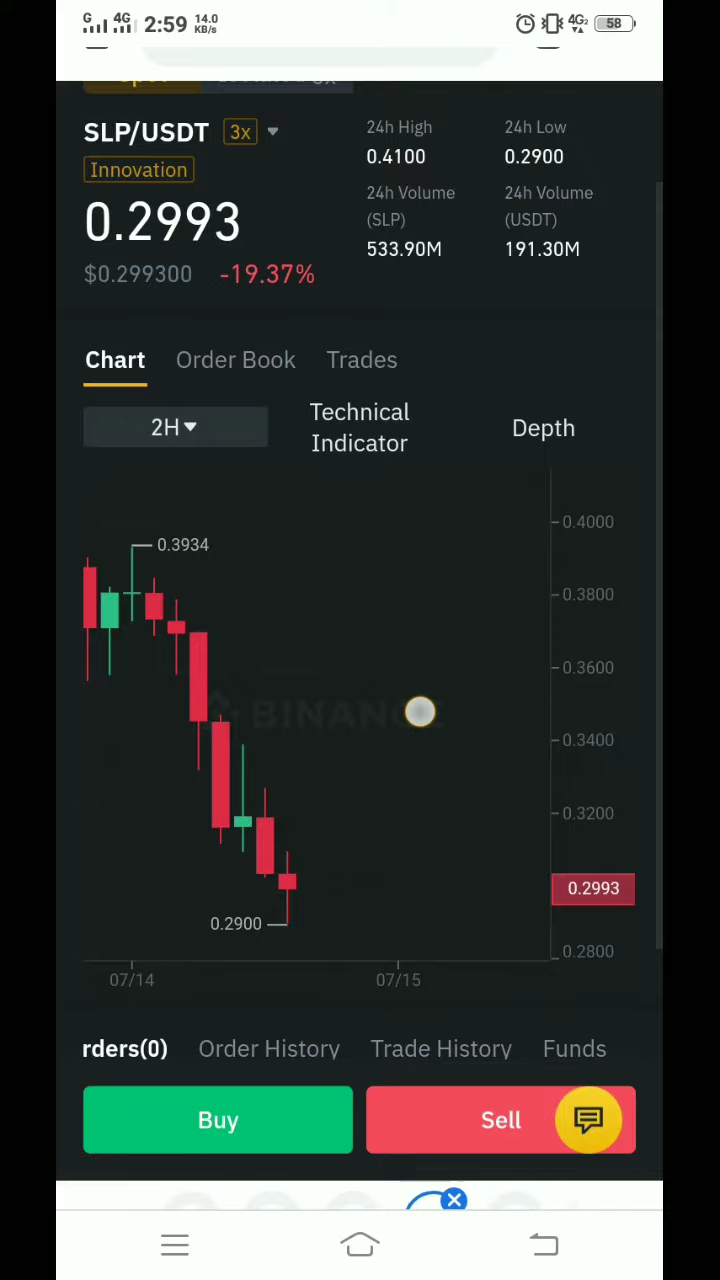 G 4G 2:59 14.0 KB/s 4G2 58
SLP/USDT 3x
Innovation
0.2993
$0.299300 -19.37%
24h High 24h Low
0.4100 0.2900
24h Volume (SLP) 24h Volume (USDT)
533.90M 191.30M
Chart Order Book Trades
2H Technical Indicator Depth
0.4000
0.3934
0.3800
0.3600
BINANCE
0.3400
0.3200
0.2993
0.2900
0.2800
07/14 07/15
rders(0) Order History Trade History Funds
Buy Sell